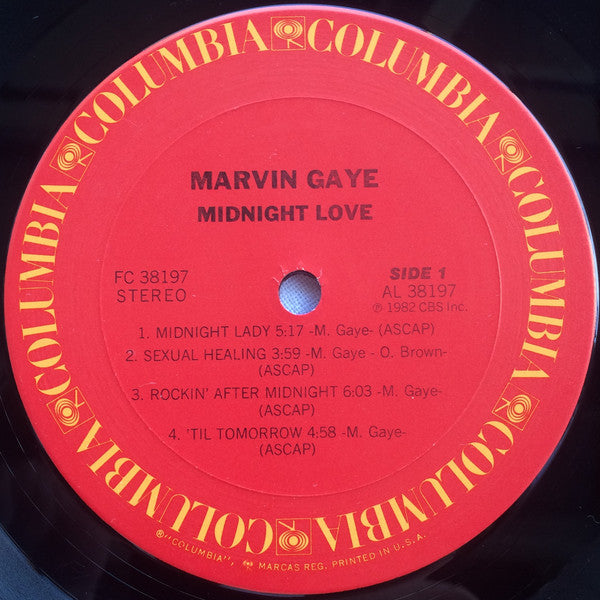 COLUMBIA COLUMBIA COLUMBIA COLUMBIA COLUMBIA COLUMBIA
MARVIN GAYE
MIDNIGHT LOVE
FC 38197
STEREO
SIDE 1
AL 38197
℗ 1982 CBS Inc.
1. MIDNIGHT LADY 5:17 -M. Gaye- (ASCAP)
2. SEXUAL HEALING 3:59 -M. Gaye - O. Brown-
(ASCAP)
3. ROCKIN' AFTER MIDNIGHT 6:03 -M. Gaye-
(ASCAP)
4. 'TIL TOMORROW 4:58 -M. Gaye-
(ASCAP)
®"COLUMBIA", MARCAS REG. PRINTED IN U.S.A.